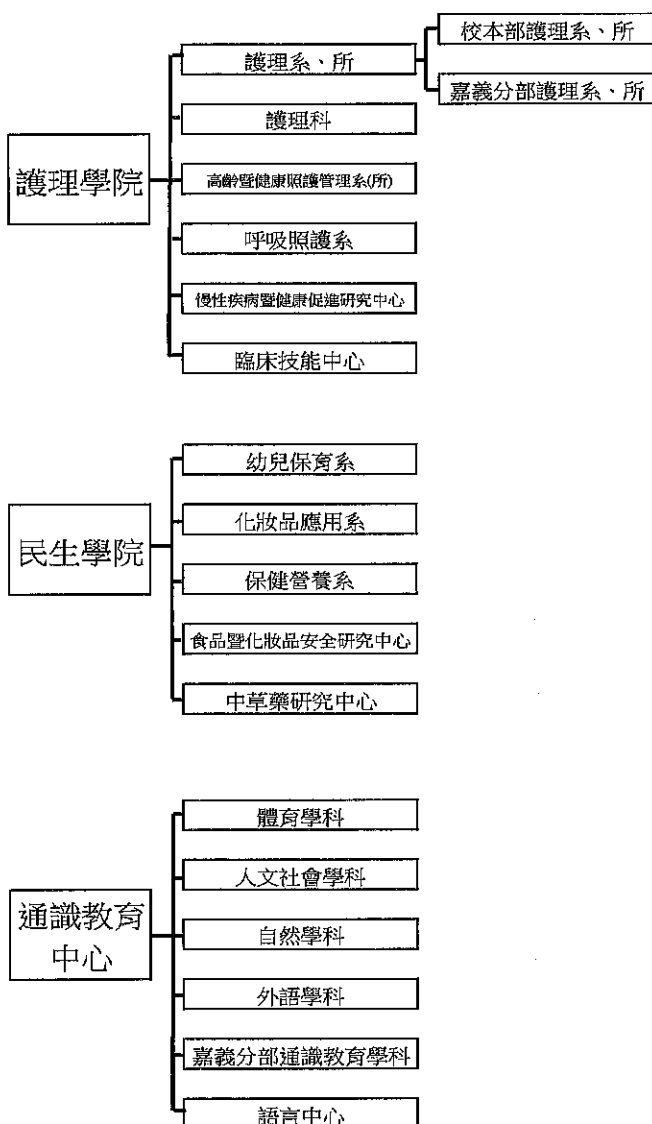 護理學院
護理系、所
校本部護理系、所
嘉義分部護理系、所
護理科
高齡暨健康照護管理系(所)
呼吸照護系
慢性疾病暨健康促進研究中心
臨床技能中心
民生學院
幼兒保育系
化妝品應用系
保健營養系
食品暨化妝品安全研究中心
中草藥研究中心
通識教育
中心
體育學科
人文社會學科
自然學科
外語學科
嘉義分部通識教育學科
語言中心